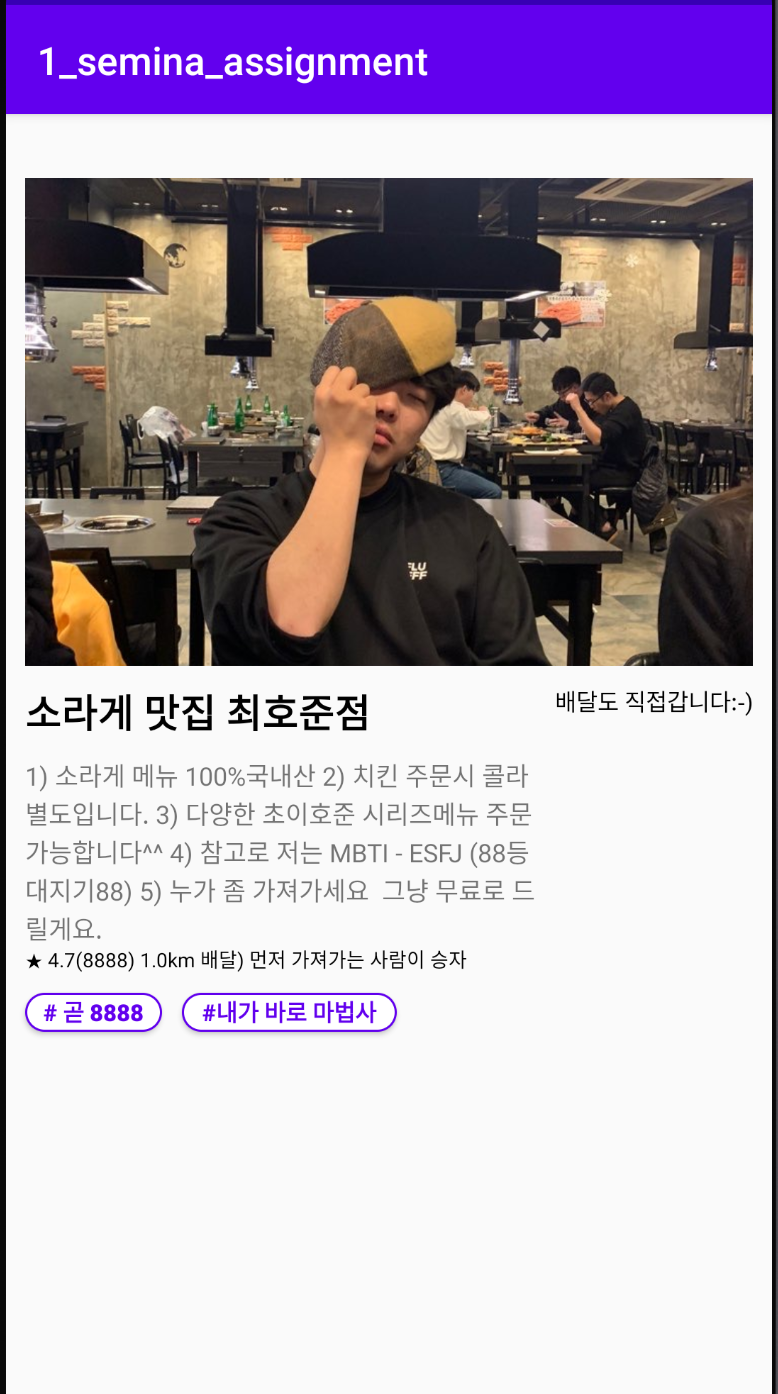 1_semina_assignment
FLU
FF
소라게 맛집 최호준점
배달도 직접갑니다:-)
1) 소라게 메뉴 100%국내산 2) 치킨 주문시 콜라
별도입니다. 3) 다양한 초이호준 시리즈메뉴 주문
가능합니다^^ 4) 참고로 저는 MBTI - ESFJ (88등
대지기88) 5) 누가 좀 가져가세요  그냥 무료로 드
릴게요.
★ 4.7(8888) 1.0km 배달) 먼저 가져가는 사람이 승자
# 곧 8888
#내가 바로 마법사